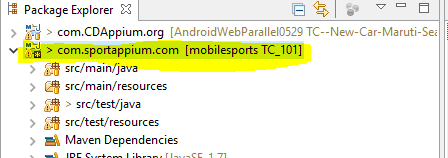 Package Explorer
> com.CDAppium.org [AndroidWebParallel0529 TC--New-Car-Maruti-Sea
> com.sportappium.com [mobilesports TC_101]
src/main/java
src/main/resources
> src/test/java
src/test/resources
Maven Dependencies
JRE System Library [JavaSE-1.7]